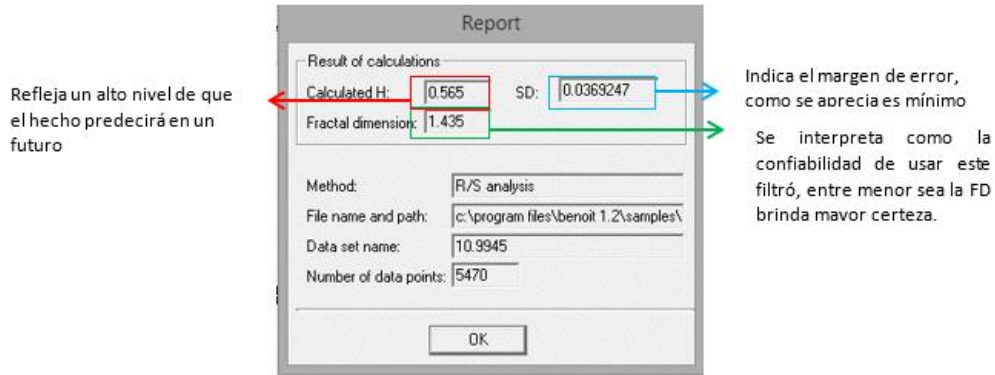 Report
Result of calculations
Calculated H: 0.565 SD: 0.0369247
Fractal dimension: 1.435
Method: R/S analysis
File name and path: c:\program files\benoit 1.2\samples\
Data set name: 10.9945
Number of data points: 5470
OK
Refleja un alto nivel de que
el hecho predecirá en un
futuro
Indica el margen de error,
como se aprecia es mínimo
Se interpreta como la
confiabilidad de usar este
filtró, entre menor sea la FD
brinda mayor certeza.